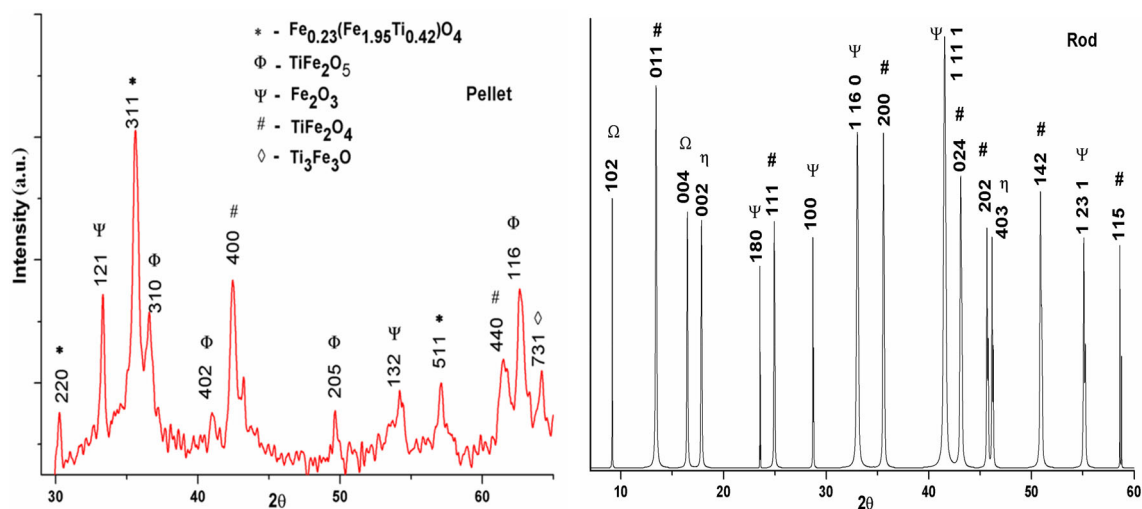 * - Fe0.23(Fe1.95Ti0.42)O4
Φ - TiFe2O5
Ψ - Fe2O3
# - TiFe2O4
◊ - Ti3Fe3O
Pellet
Intensity (a.u.)
* 220
Ψ 121
* 311
Φ 310
Φ 402
# 400
Φ 205
Ψ 132
* 511
# 440
Φ 116
◊ 731
30 40 50 60
2θ
Rod
Ω 102
# 011
Ω 004
η 002
Ψ 180
# 111
Ψ 100
Ψ 1 16 0
# 200
Ψ 1 11 1
# 024
# 202
η 403
# 142
Ψ 1 23 1
# 115
10 20 30 40 50 60
2θ